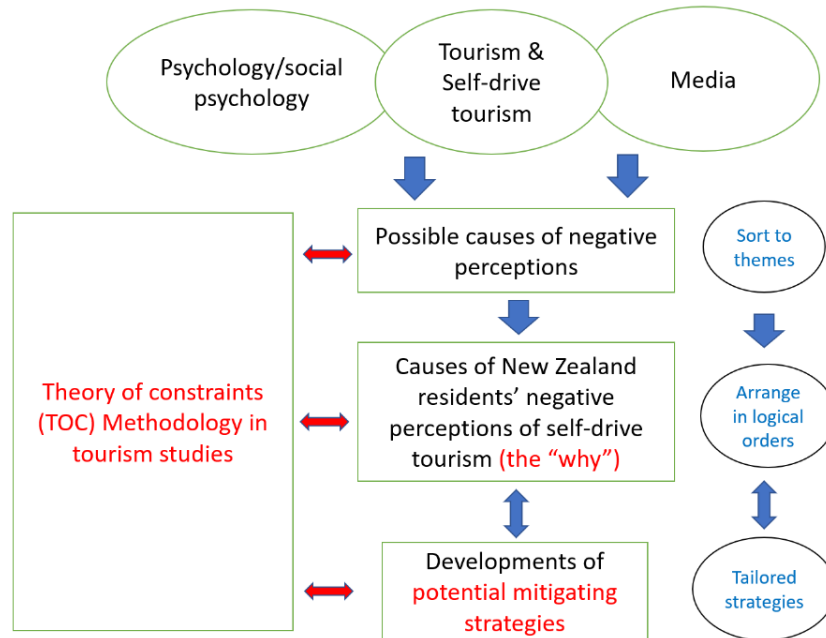 Psychology/social
psychology
Tourism &
Self-drive
tourism
Media
Possible causes of negative
perceptions
Sort to
themes
Theory of constraints
(TOC) Methodology in
tourism studies
Causes of New Zealand
residents’ negative
perceptions of self-drive
tourism (the “why”)
Arrange
in logical
orders
Developments of
potential mitigating
strategies
Tailored
strategies